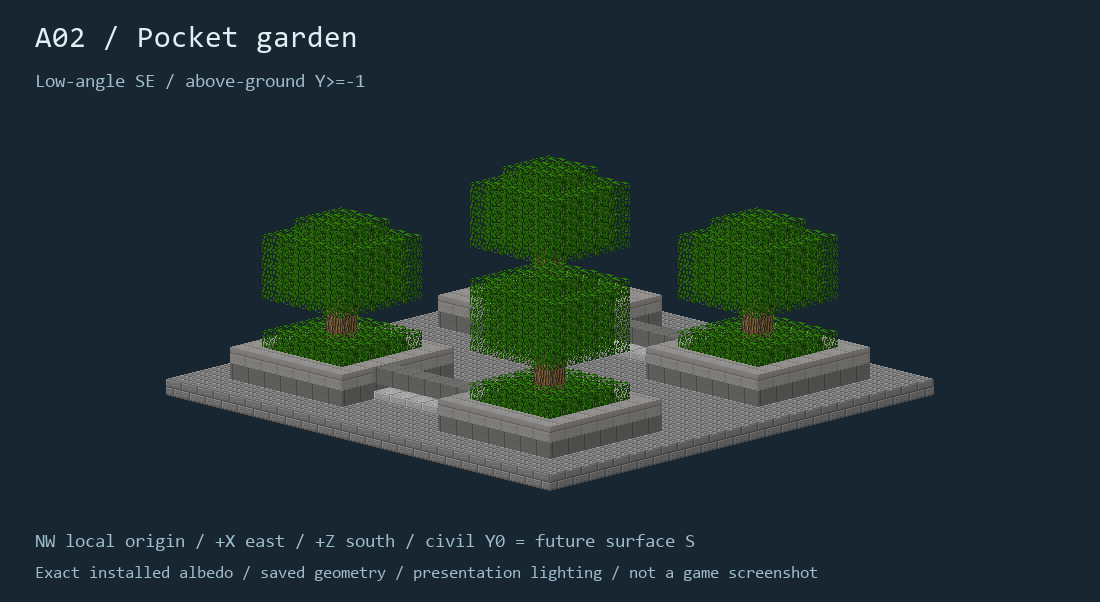 A02 / Pocket garden
Low-angle SE / above-ground Y>=-1
NW local origin / +X east / +Z south / civil Y0 = future surface S
Exact installed albedo / saved geometry / presentation lighting / not a game screenshot